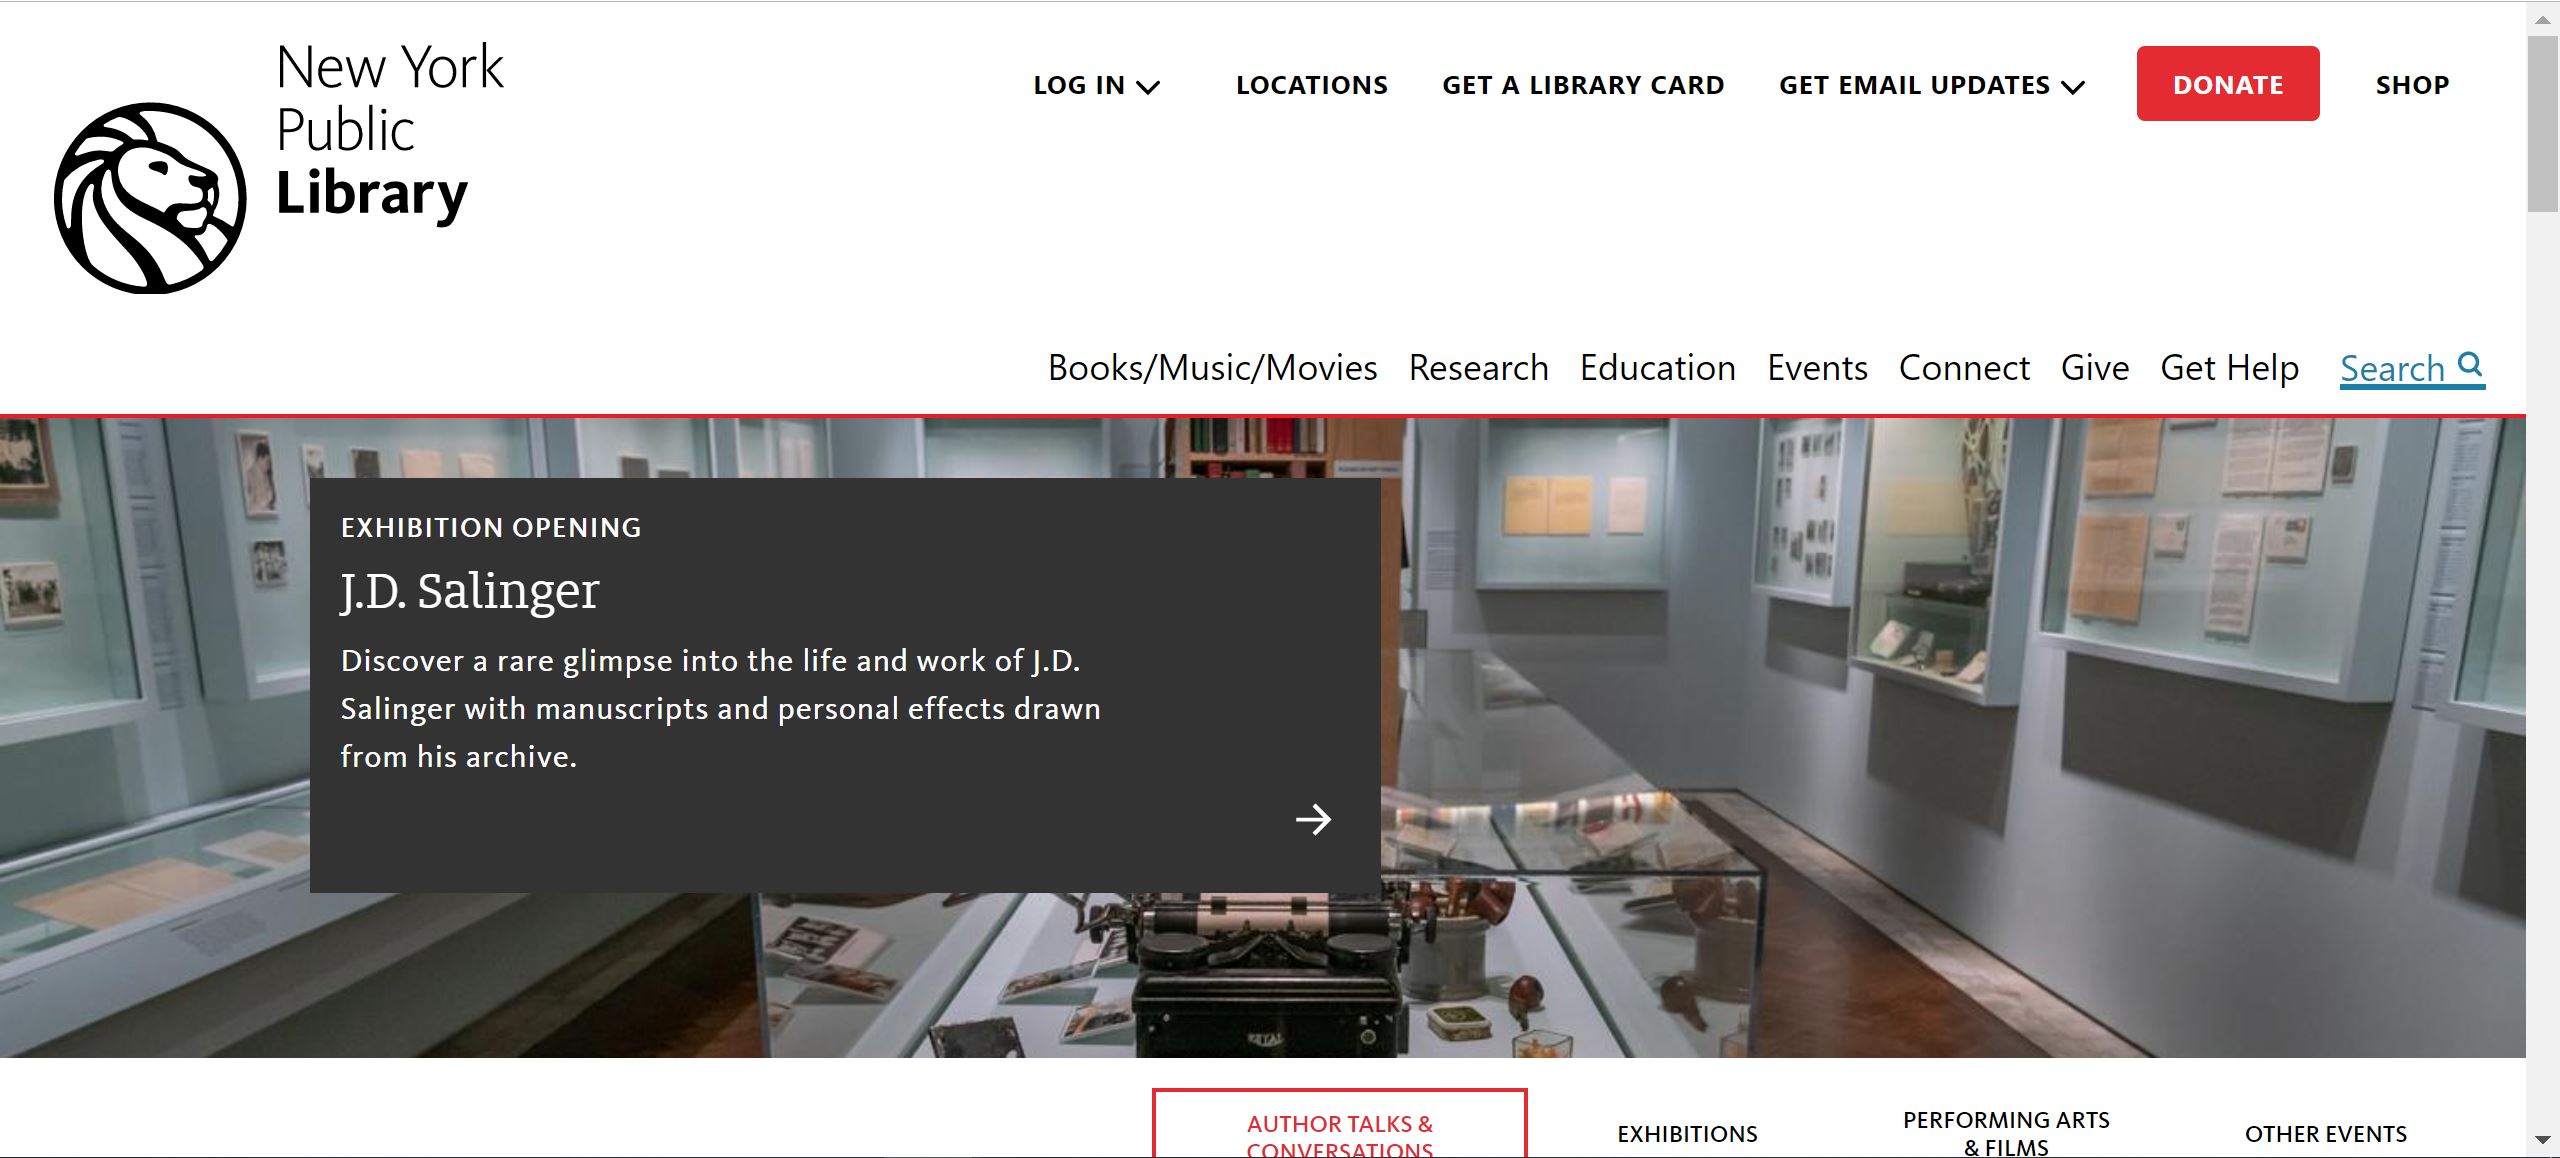 New York
Public
Library
LOG IN
LOCATIONS
GET A LIBRARY CARD
GET EMAIL UPDATES
DONATE
SHOP
Books/Music/Movies
Research
Education
Events
Connect
Give
Get Help
Search
EXHIBITION OPENING
J.D. Salinger
Discover a rare glimpse into the life and work of J.D.
Salinger with manuscripts and personal effects drawn
from his archive.
ROYAL
AUTHOR TALKS &
CONVERSATIONS
EXHIBITIONS
PERFORMING ARTS
& FILMS
OTHER EVENTS